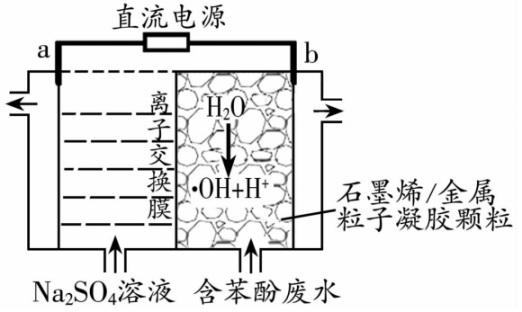 直流电源
a
b
离子交换膜
H₂O
·OH+H⁺
石墨烯/金属
粒子凝胶颗粒
Na₂SO₄溶液
含苯酚废水